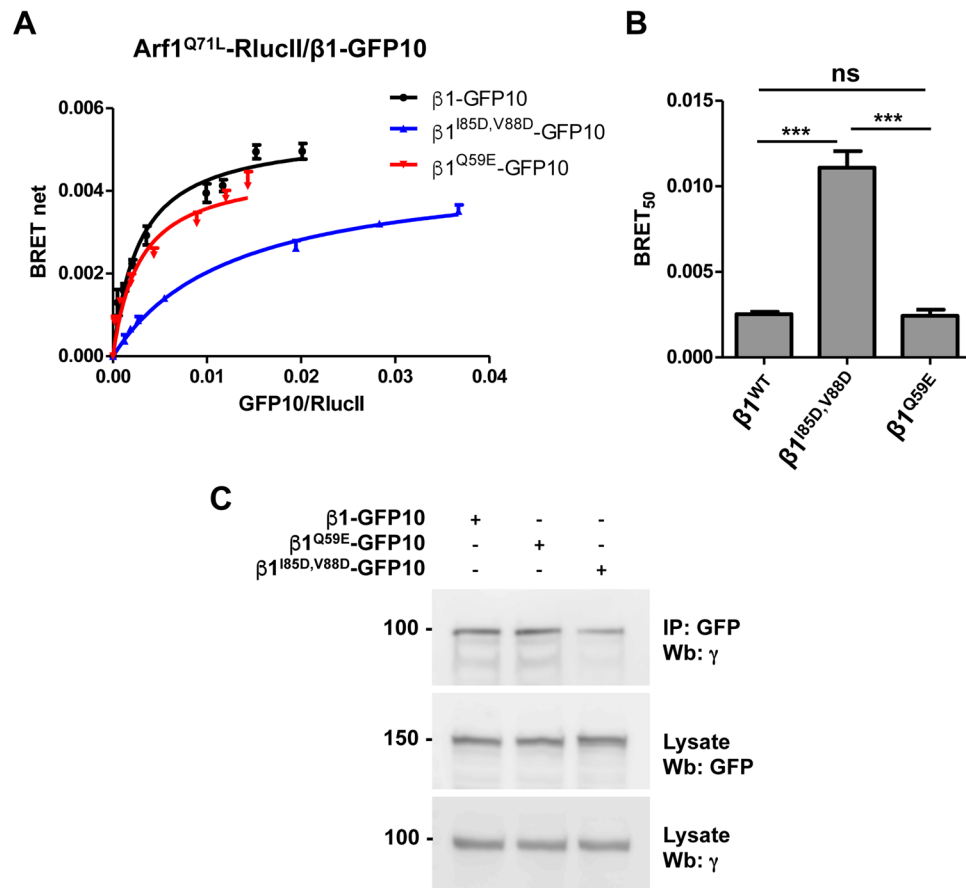 A
Arf1Q71L-RlucII/β1-GFP10
β1-GFP10
β1I85D,V88D-GFP10
β1Q59E-GFP10
0.006
0.004
0.002
0.000
BRET net
0.00 0.01 0.02 0.03 0.04
GFP10/RlucII
B
ns
*** ***
0.015
0.010
0.005
0.000
BRET50
β1WT
β1I85D,V88D
β1Q59E
C
β1-GFP10 + - -
β1Q59E-GFP10 - + -
β1I85D,V88D-GFP10 - - +
100 -
IP: GFP
Wb: γ
150 -
Lysate
Wb: GFP
100 -
Lysate
Wb: γ